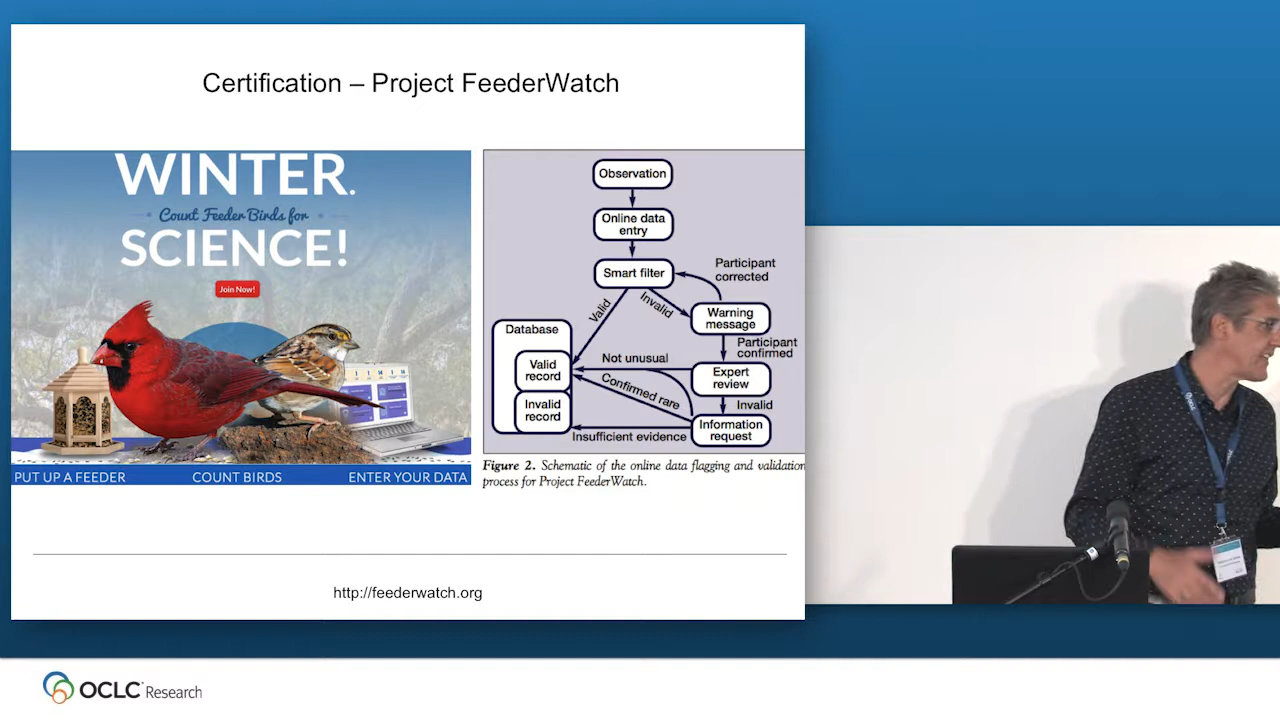 Certification – Project FeederWatch
WINTER.
Count Feeder Birds for
SCIENCE!
Join Now!
PUT UP A FEEDER
COUNT BIRDS
ENTER YOUR DATA
Observation
Online data
entry
Smart filter
Participant
corrected
Valid
Invalid
Warning
message
Database
Participant
confirmed
Not unusual
Valid
record
Expert
review
Confirmed rare
Invalid
Invalid
record
Information
request
Insufficient evidence
Figure 2. Schematic of the online data flagging and validation
process for Project FeederWatch.
http://feederwatch.org
OCLC Research